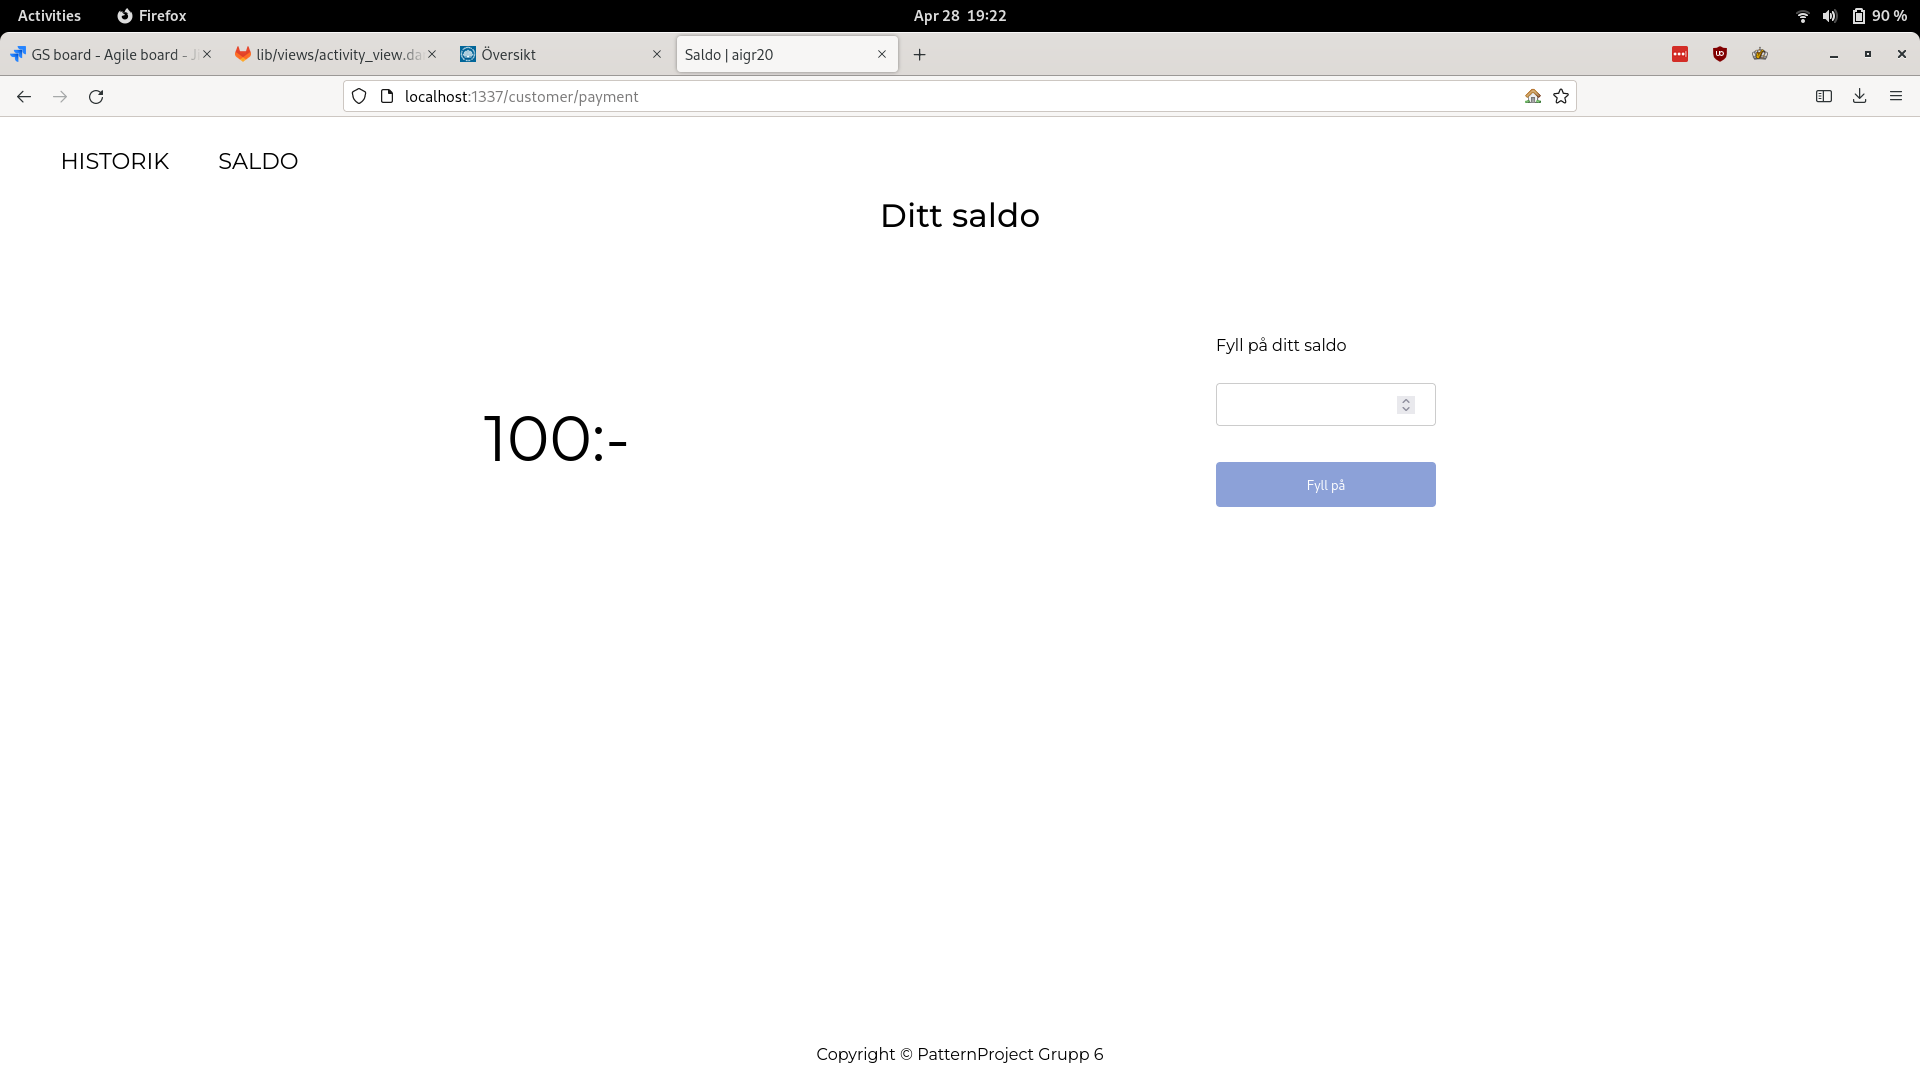 Activities
Firefox
Apr 28 19:22
90 %
GS board - Agile board - J
lib/views/activity_view.da
Översikt
Saldo | aigr20
localhost:1337/customer/payment
HISTORIK
SALDO
Ditt saldo
Fyll på ditt saldo
100:-
Fyll på
Copyright © PatternProject Grupp 6